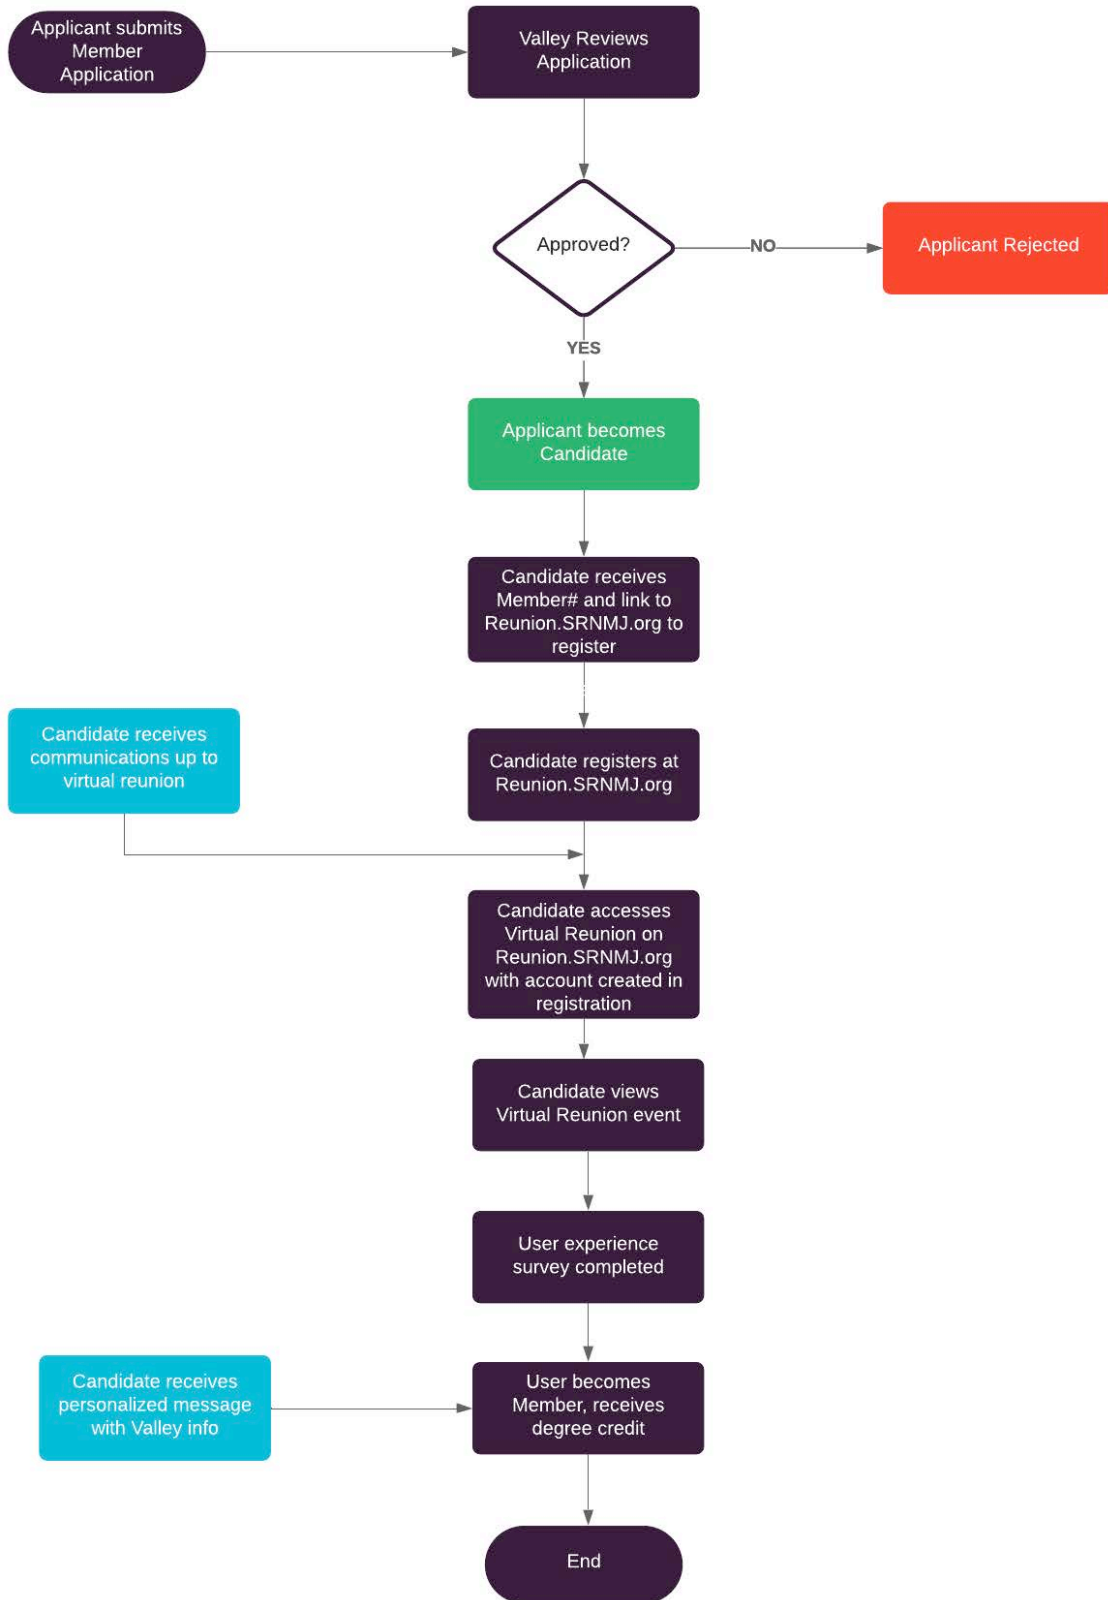 Applicant submits
Member
Application
Valley Reviews
Application
Approved?
NO
Applicant Rejected
YES
Applicant becomes
Candidate
Candidate receives
Member# and link to
Reunion.SRNMJ.org to
register
Candidate receives
communications up to
virtual reunion
Candidate registers at
Reunion.SRNMJ.org
Candidate accesses
Virtual Reunion on
Reunion.SRNMJ.org
with account created in
registration
Candidate views
Virtual Reunion event
User experience
survey completed
Candidate receives
personalized message
with Valley info
User becomes
Member, receives
degree credit
End